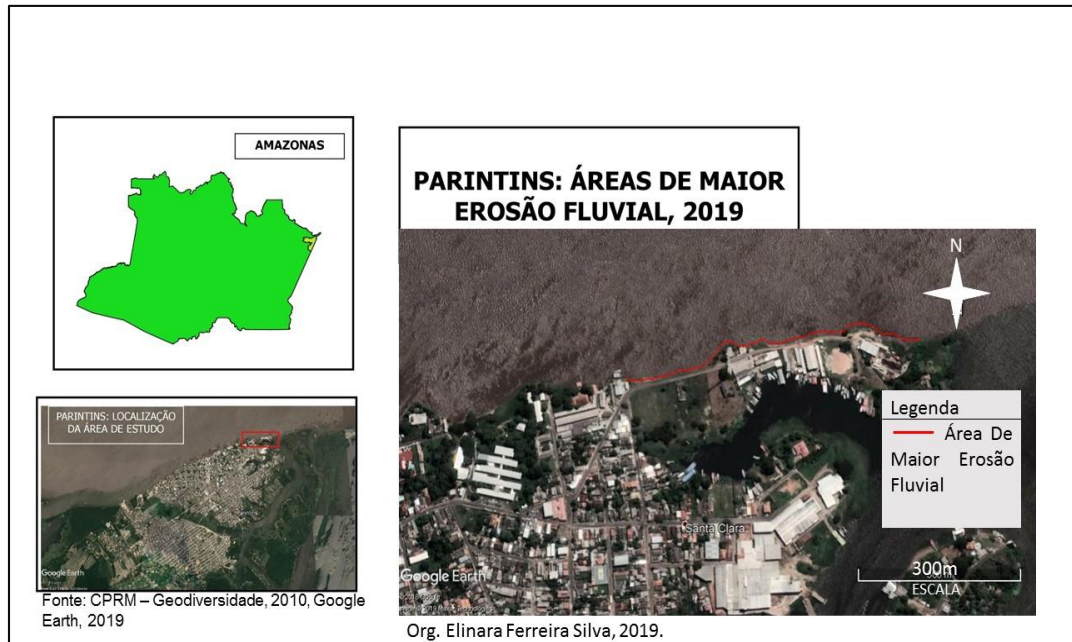 AMAZONAS
PARINTINS: ÁREAS DE MAIOR
EROSÃO FLUVIAL, 2019
N
PARINTINS: LOCALIZAÇÃO
DA ÁREA DE ESTUDO
Google Earth
Fonte: CPRM – Geodiversidade, 2010, Google
Earth, 2019
Legenda
Área De
Maior Erosão
Fluvial
Santa Clara
Google Earth
300m
ESCALA
Org. Elinara Ferreira Silva, 2019.